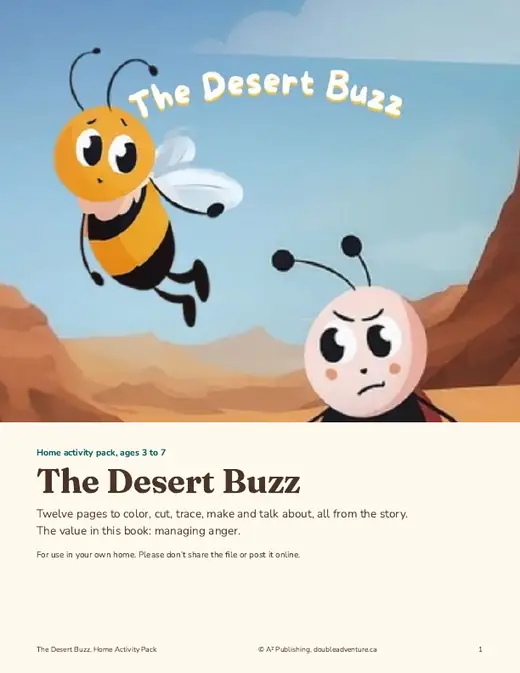 The Desert Buzz
Home activity pack, ages 3 to 7
The Desert Buzz
Twelve pages to color, cut, trace, make and talk about, all from the story.
The value in this book: managing anger.
For use in your own home. Please don't share the file or post it online.
The Desert Buzz, Home Activity Pack
© A² Publishing, doubleadventure.ca
1